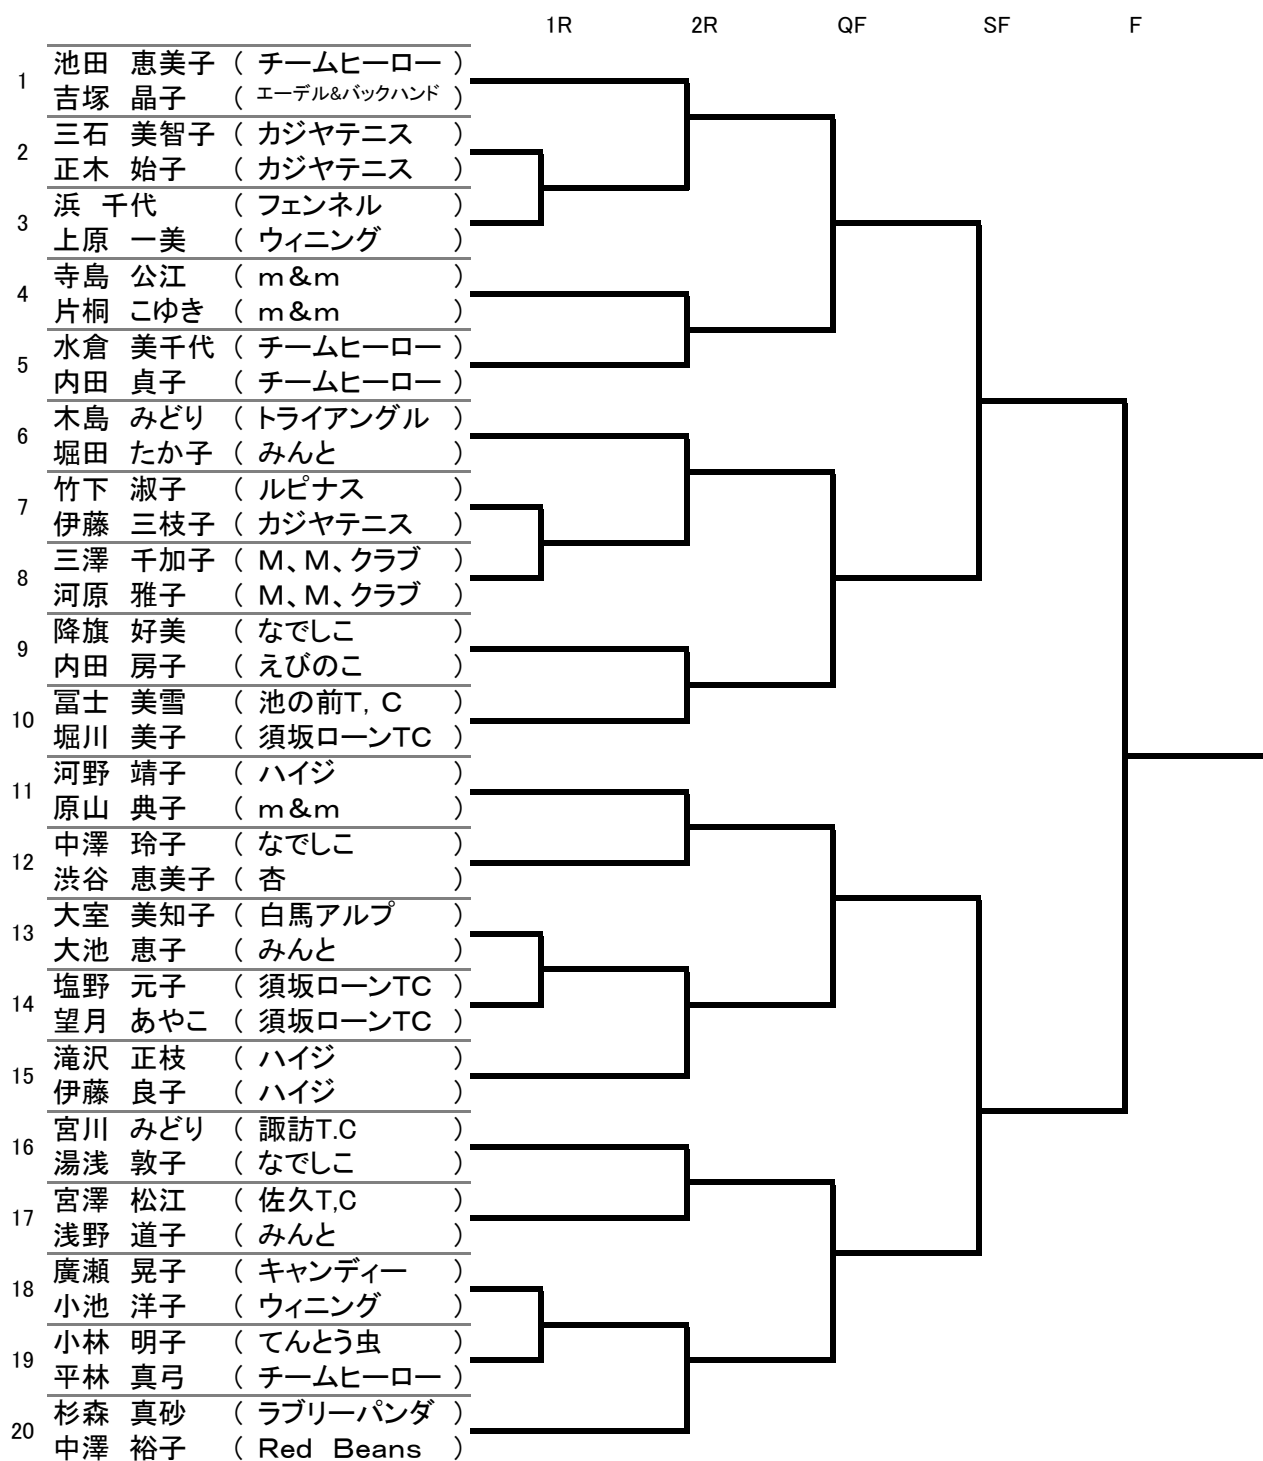 1R 2R QF SF F
1 池田 恵美子 ( チームヒーロー )
吉塚 晶子 ( エーデル&バックハンド )
2 三石 美智子 ( カジヤテニス )
正木 始子 ( カジヤテニス )
3 浜 千代 ( フェンネル )
上原 一美 ( ウィニング )
4 寺島 公江 ( m&m )
片桐 こゆき ( m&m )
5 水倉 美千代 ( チームヒーロー )
内田 貞子 ( チームヒーロー )
6 木島 みどり ( トライアングル )
堀田 たか子 ( みんと )
7 竹下 淑子 ( ルピナス )
伊藤 三枝子 ( カジヤテニス )
8 三澤 千加子 ( M、M、クラブ )
河原 雅子 ( M、M、クラブ )
9 降旗 好美 ( なでしこ )
内田 房子 ( えびのこ )
10 冨士 美雪 ( 池の前T, C )
堀川 美子 ( 須坂ローンTC )
11 河野 靖子 ( ハイジ )
原山 典子 ( m&m )
12 中澤 玲子 ( なでしこ )
渋谷 恵美子 ( 杏 )
13 大室 美知子 ( 白馬アルプ )
大池 恵子 ( みんと )
14 塩野 元子 ( 須坂ローンTC )
望月 あやこ ( 須坂ローンTC )
15 滝沢 正枝 ( ハイジ )
伊藤 良子 ( ハイジ )
16 宮川 みどり ( 諏訪T.C )
湯浅 敦子 ( なでしこ )
17 宮澤 松江 ( 佐久T,C )
浅野 道子 ( みんと )
18 廣瀬 晃子 ( キャンディー )
小池 洋子 ( ウィニング )
19 小林 明子 ( てんとう虫 )
平林 真弓 ( チームヒーロー )
20 杉森 真砂 ( ラブリーパンダ )
中澤 裕子 ( Red Beans )